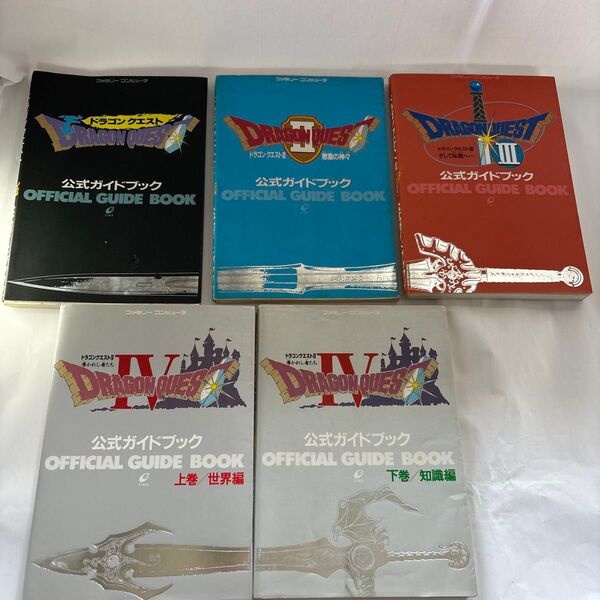 ファミリー コンピュータ
ドラゴンクエスト
DRAGON QUEST
公式ガイドブック
OFFICIAL GUIDE BOOK
ファミリー コンピュータ
II
DRAGON QUEST
ドラゴンクエストII 悪霊の神々
公式ガイドブック
OFFICIAL GUIDE BOOK
ファミリー コンピュータ
DRAGON QUEST
III
ドラゴンクエストIII
そして伝説へ…
公式ガイドブック
OFFICIAL GUIDE BOOK
ファミリー コンピュータ
ドラゴンクエストIV
導かれし者たち
IV
DRAGON QUEST
公式ガイドブック
OFFICIAL GUIDE BOOK
上巻/世界編
ファミリー コンピュータ
ドラゴンクエストIV
導かれし者たち
IV
DRAGON QUEST
公式ガイドブック
OFFICIAL GUIDE BOOK
下巻/知識編